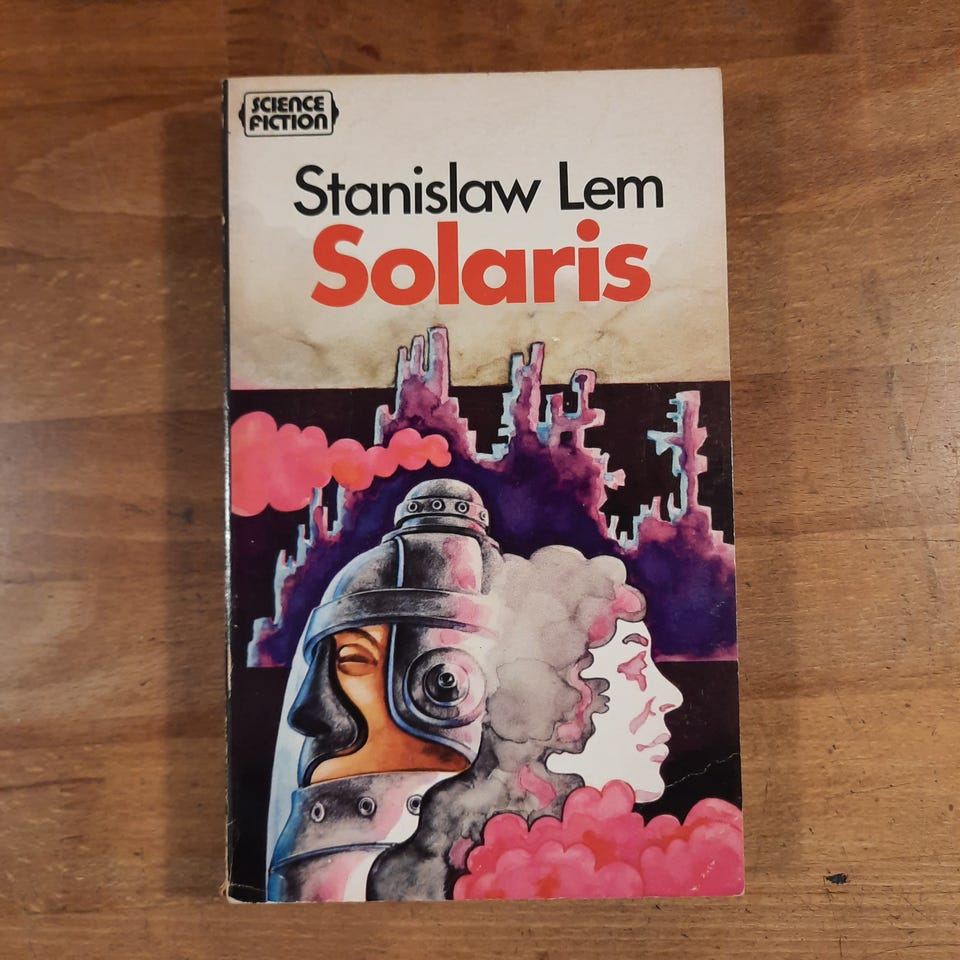 SCIENCE
FICTION
Stanislaw Lem
Solaris